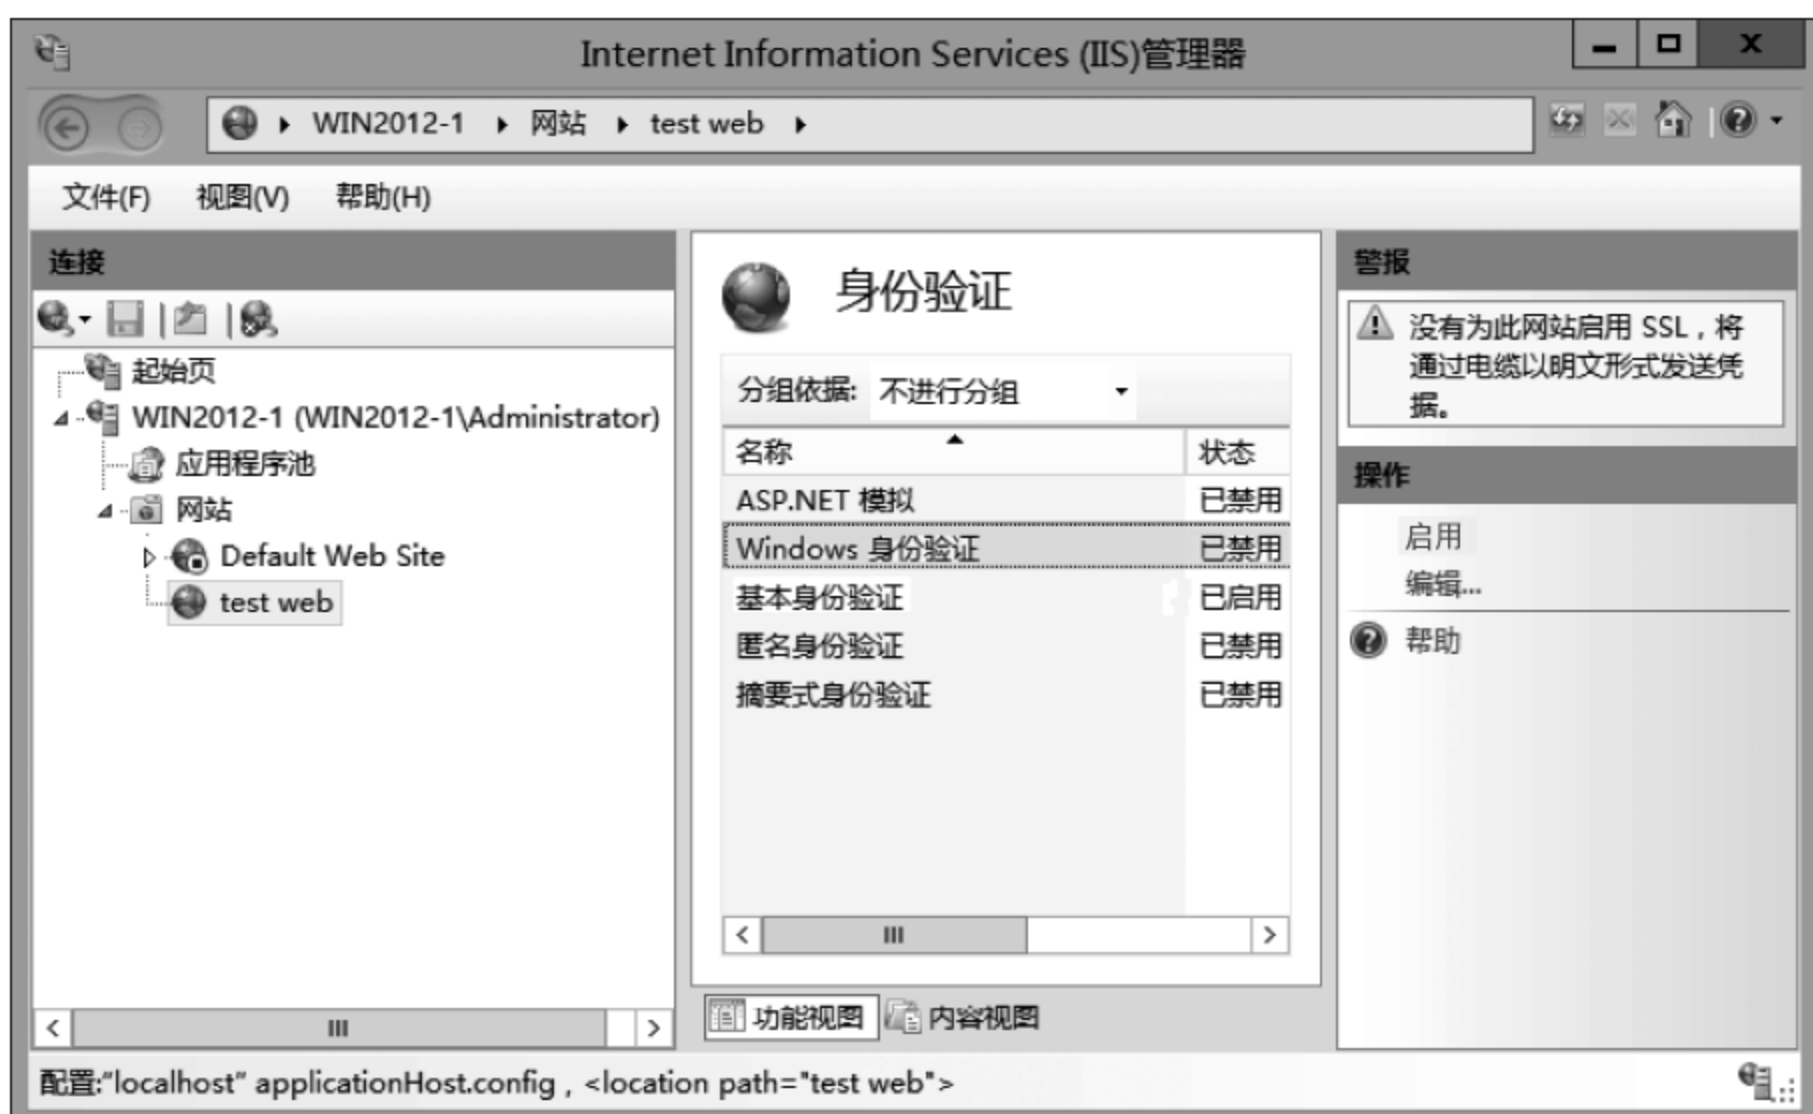 Internet Information Services (IIS)管理器
WIN2012-1 网站 test web
文件(F) 视图(V) 帮助(H)
连接
起始页
WIN2012-1 (WIN2012-1\Administrator)
应用程序池
网站
Default Web Site
test web
身份验证
分组依据: 不进行分组
名称 状态
ASP.NET 模拟 已禁用
Windows 身份验证 已禁用
基本身份验证 已启用
匿名身份验证 已禁用
摘要式身份验证 已禁用
功能视图 内容视图
警报
没有为此网站启用 SSL，将
通过电缆以明文形式发送凭
据。
操作
启用
编辑...
帮助
配置:"localhost" applicationHost.config , <location path="test web">